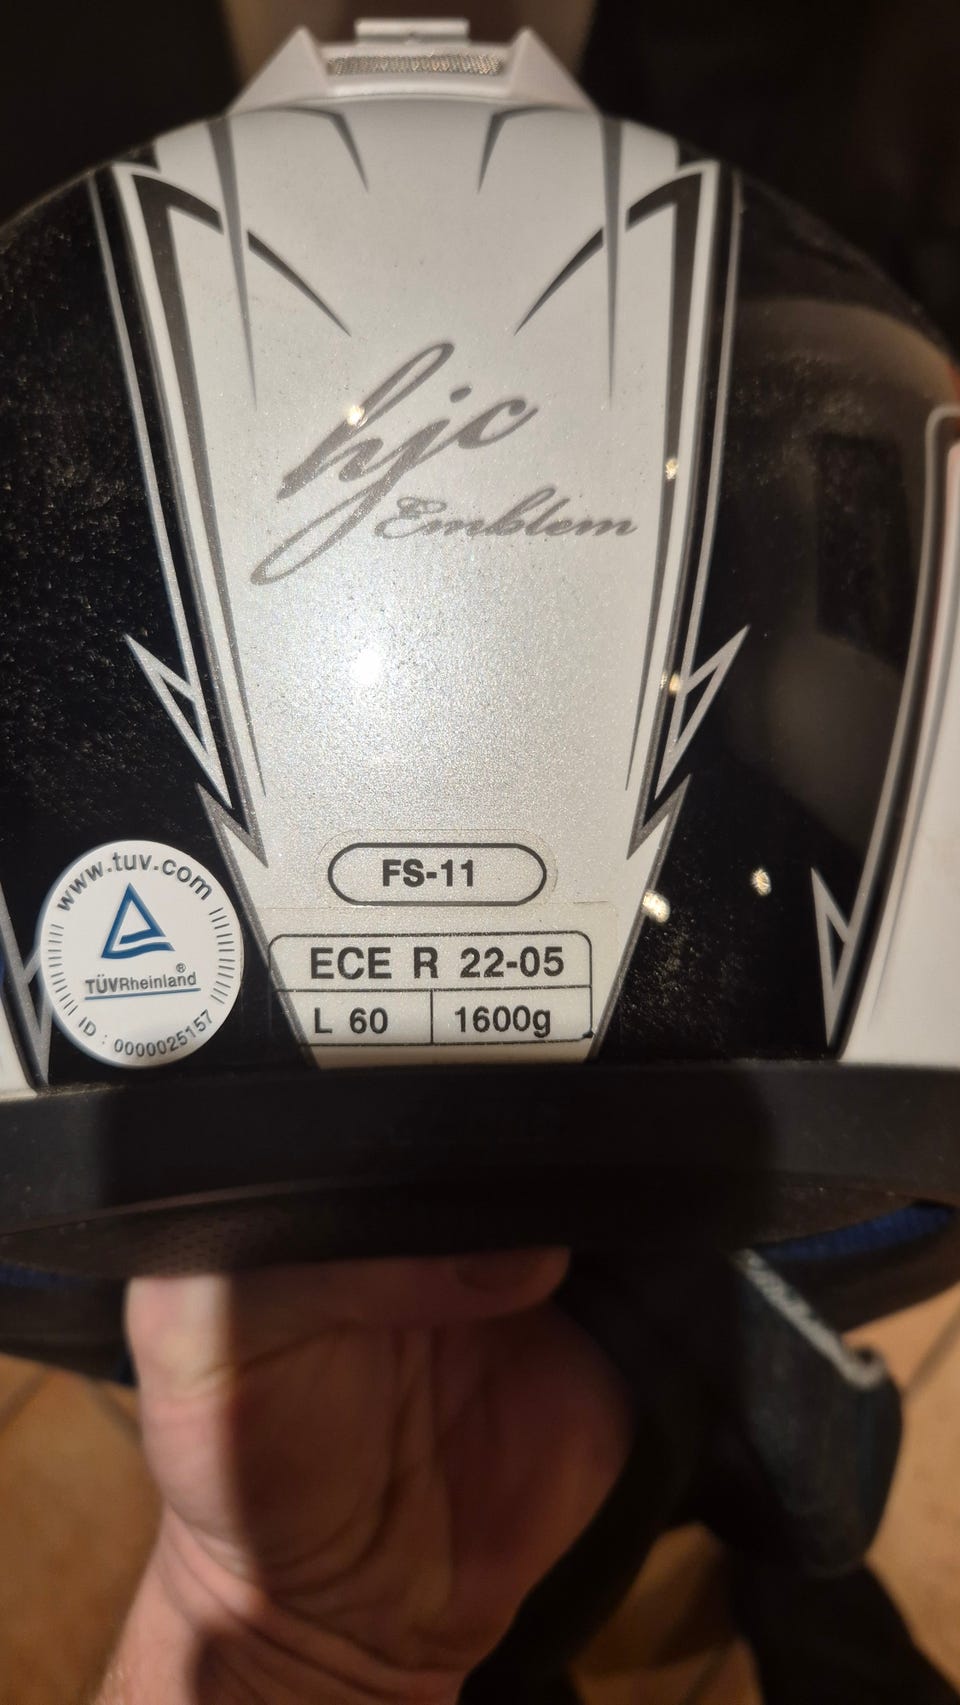 hjc
Emblem
FS-11
ECE R 22-05
L 60 1600g
www.tuv.com
TÜVRheinland®
ID : 0000025157